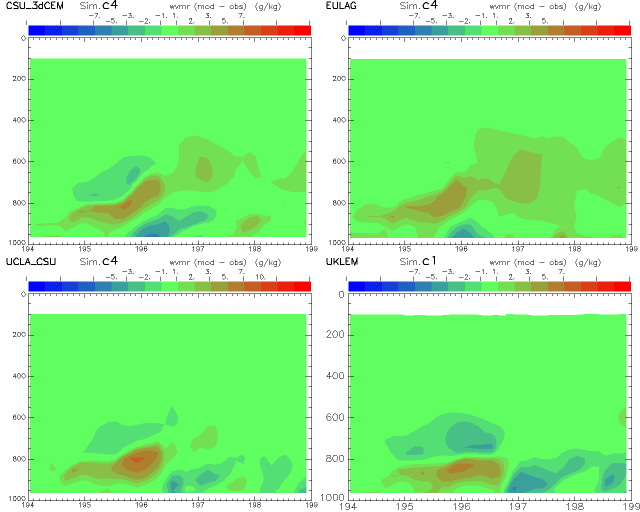 CSU_3dCEM Sim. c4 wvmr (mod - obs) (g/kg)
-7. -5. -3. -2. -1. 1. 2. 3. 5. 7.
0
200
400
600
800
1000
194 195 196 197 198 199
EULAG Sim. c4 wvmr (mod - obs) (g/kg)
-3. -2. -1. 1. 2. 3. 5.
0
200
400
600
800
1000
194 195 196 197 198 199
UCLA_CSU Sim. c4 wvmr (mod - obs) (g/kg)
-5. -3. -2. -1. 1. 2. 3. 5. 7. 10.
0
200
400
600
800
1000
194 195 196 197 198 199
UKLEM Sim. c1 wvmr (mod - obs) (g/kg)
-7. -5. -3. -2. -1. 1. 2. 3. 5. 7.
0
200
400
600
800
1000
194 195 196 197 198 199